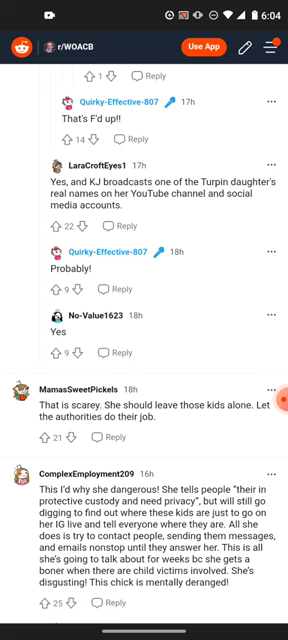 6:04
r/WOACB
Use App
1 Reply
Quirky-Effective-807 17h
That's F'd up!!
14 Reply
LaraCroftEyes1 17h
Yes, and KJ broadcasts one of the Turpin daughter's
real names on her YouTube channel and social
media accounts.
22 Reply
Quirky-Effective-807 18h
Probably!
9 Reply
No-Value1623 18h
Yes
9 Reply
MamasSweetPickels 18h
That is scarey. She should leave those kids alone. Let
the authorities do their job.
21 Reply
ComplexEmployment209 16h
This I'd why she dangerous! She tells people “their in
protective custody and need privacy”, but will still go
digging to find out where these kids are just to go on
her IG live and tell everyone where they are. All she
does is try to contact people, sending them messages,
and emails nonstop until they answer her. This is all
she's going to talk about for weeks bc she gets a
boner when there are child victims involved. She's
disgusting! This chick is mentally deranged!
25 Reply